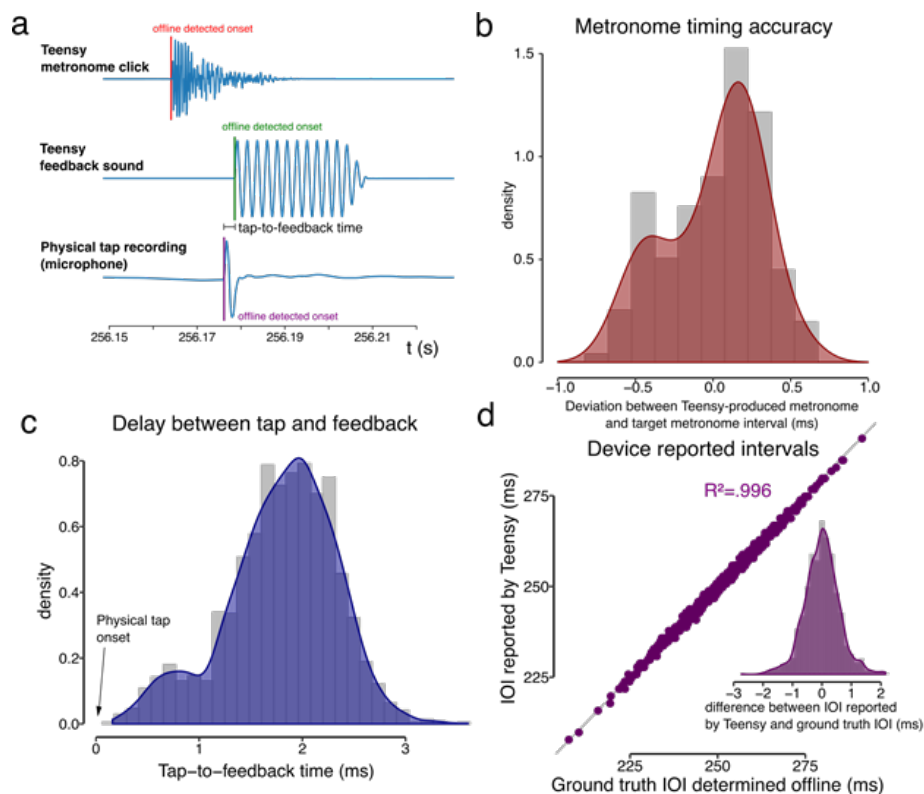 a
offline detected onset
Teensy
metronome click
offline detected onset
Teensy
feedback sound
tap-to-feedback time
Physical tap recording
(microphone)
offline detected onset
256.15
256.17
256.19
256.21
t (s)
b
Metronome timing accuracy
1.5
1.0
0.5
0.0
density
−1.0
−0.5
0.0
0.5
1.0
Deviation between Teensy-produced metronome
and target metronome interval (ms)
c
Delay between tap and feedback
0.8
0.6
0.4
0.2
0.0
density
Physical tap
onset
0
1
2
3
Tap−to−feedback time (ms)
d
Device reported intervals
R²=.996
275
250
225
IOI reported by Teensy (ms)
−3
−2
−1
0
1
2
difference between IOI reported
by Teensy and ground truth IOI (ms)
225
250
275
Ground truth IOI determined offline (ms)